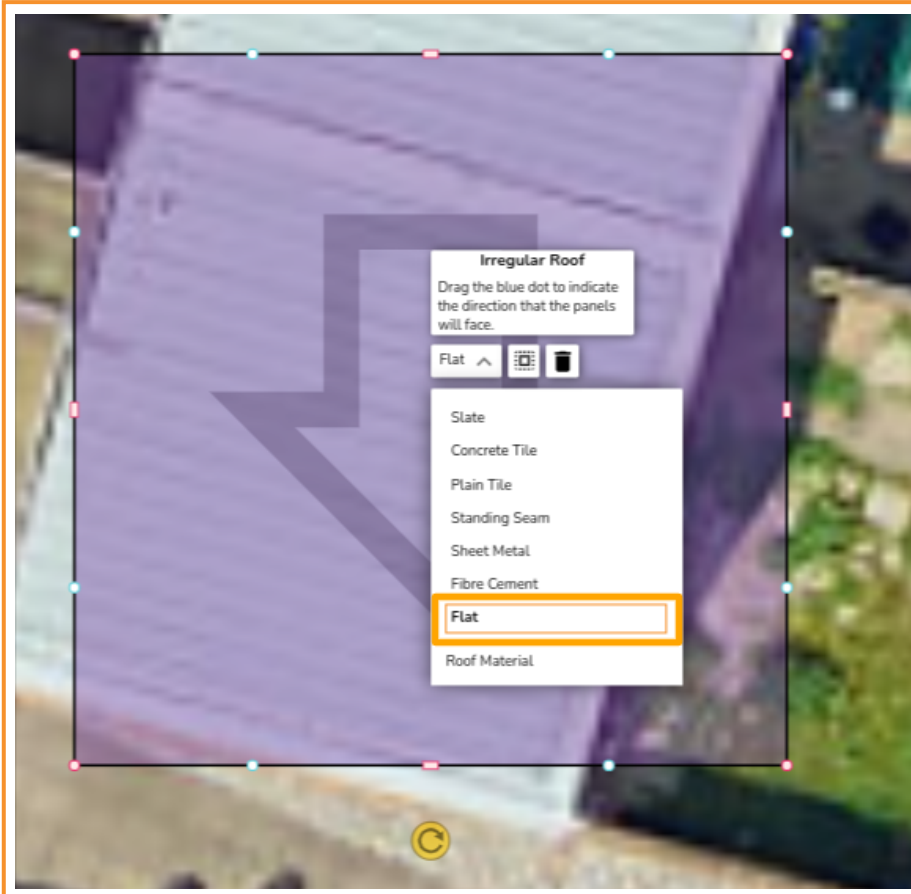 Irregular Roof
Drag the blue dot to indicate
the direction that the panels
will face.
Flat
Slate
Concrete Tile
Plain Tile
Standing Seam
Sheet Metal
Fibre Cement
Flat
Roof Material